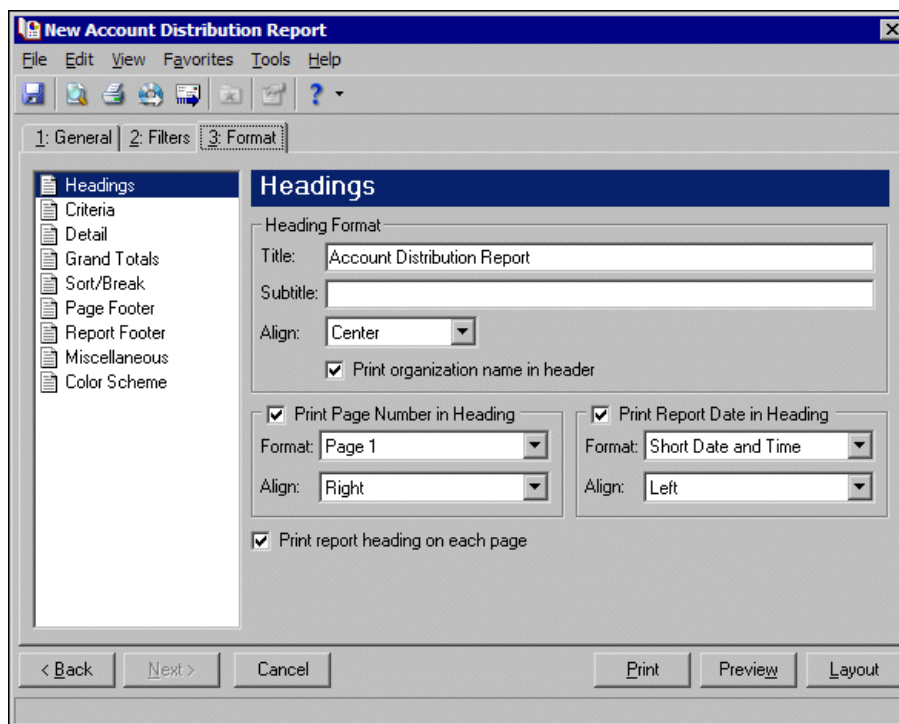 New Account Distribution Report
File Edit View Favorites Tools Help
?
1: General 2: Filters 3: Format
Headings
Criteria
Detail
Grand Totals
Sort/Break
Page Footer
Report Footer
Miscellaneous
Color Scheme
Headings
Heading Format
Title: Account Distribution Report
Subtitle:
Align: Center
Print organization name in header
Print Page Number in Heading
Format: Page 1
Align: Right
Print Report Date in Heading
Format: Short Date and Time
Align: Left
Print report heading on each page
< Back Next > Cancel Print Preview Layout